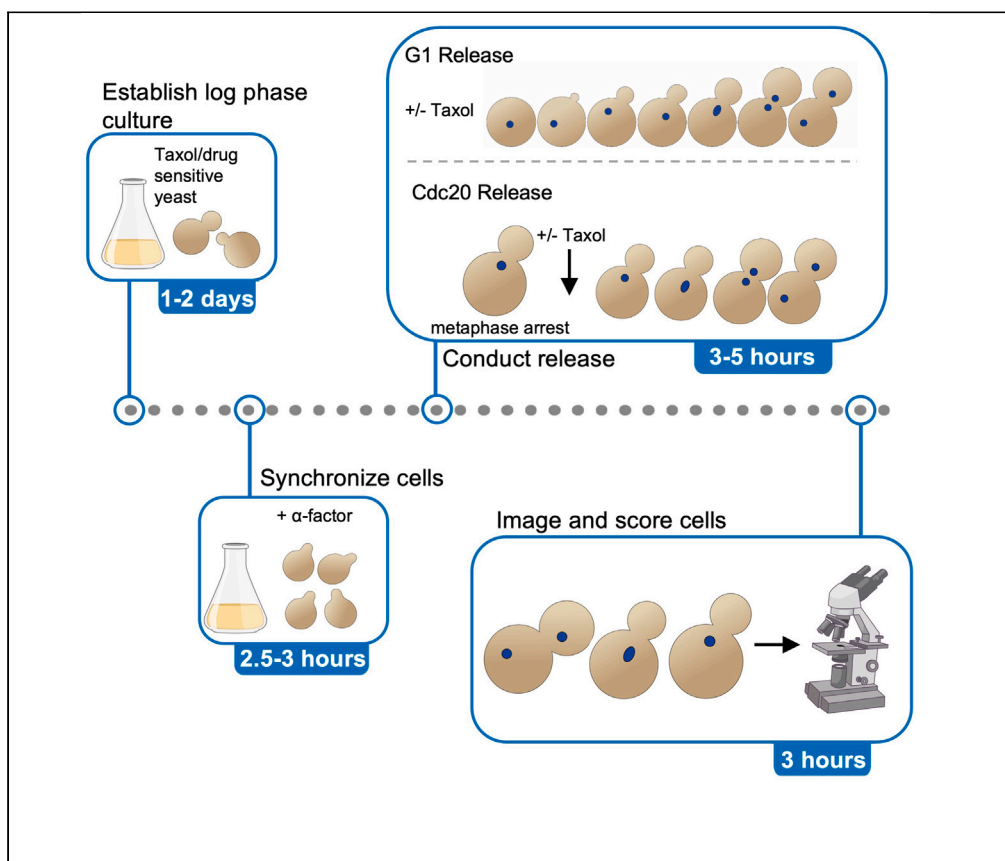 Establish log phase
culture
Taxol/drug
sensitive
yeast
1-2 days
Synchronize cells
+ α-factor
2.5-3 hours
G1 Release
+/- Taxol
Cdc20 Release
+/- Taxol
metaphase arrest
3-5 hours
Conduct release
Image and score cells
3 hours